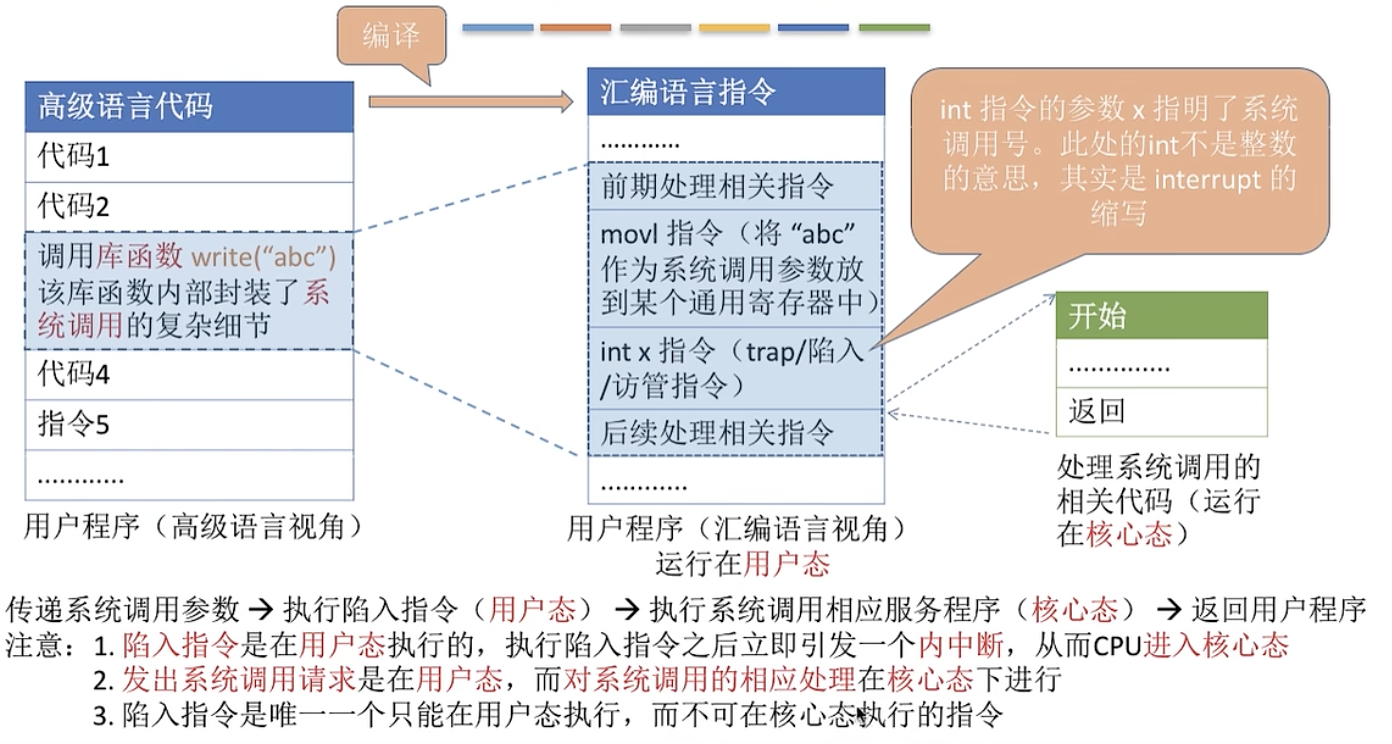 编译
高级语言代码
代码1
代码2
调用库函数 write(“abc”)
该库函数内部封装了系
统调用的复杂细节
代码4
指令5
............
用户程序（高级语言视角）
汇编语言指令
............
前期处理相关指令
movl 指令（将 “abc”
作为系统调用参数放
到某个通用寄存器中）
int x 指令（trap/陷入
/访管指令）
后续处理相关指令
............
用户程序（汇编语言视角）
运行在用户态
int 指令的参数 x 指明了系统
调用号。此处的int不是整数
的意思，其实是 interrupt 的
缩写
开始
..............
返回
处理系统调用的
相关代码（运行
在核心态）
传递系统调用参数 → 执行陷入指令（用户态） → 执行系统调用相应服务程序（核心态） → 返回用户程序
注意：1. 陷入指令是在用户态执行的，执行陷入指令之后立即引发一个内中断，从而CPU进入核心态
2. 发出系统调用请求是在用户态，而对系统调用的相应处理在核心态下进行
3. 陷入指令是唯一一个只能在用户态执行，而不可在核心态执行的指令